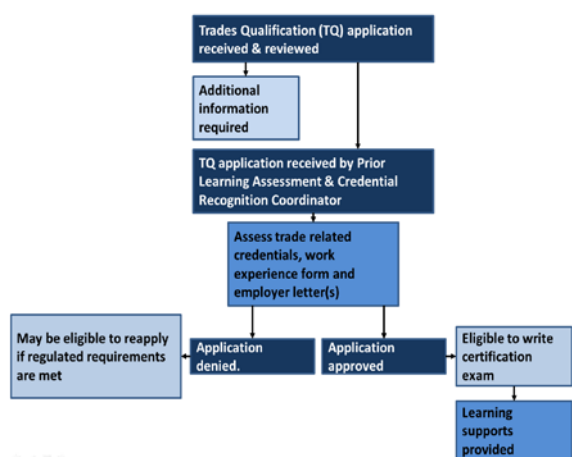 Trades Qualification (TQ) application
received & reviewed
Additional
information
required
TQ application received by Prior
Learning Assessment & Credential
Recognition Coordinator
Assess trade related
credentials, work
experience form and
employer letter(s)
May be eligible to reapply
if regulated requirements
are met
Application
denied.
Application
approved
Eligible to write
certification
exam
Learning
supports
provided